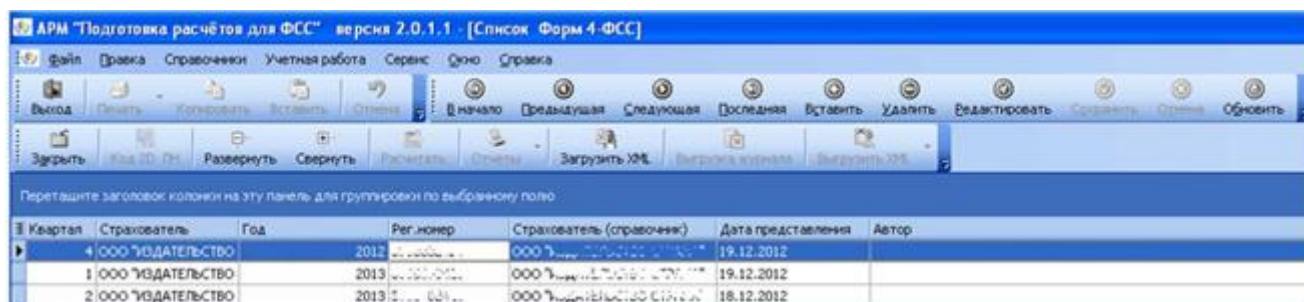 АРМ "Подготовка расчётов для ФСС" версия 2.0.1.1 - [Список Форм 4-ФСС]
Файл Правка Справочники Учетная работа Сервис Окно Справка
Выход Печать Копировать Вставить Отмена В начало Предыдущая Следующая Последняя Вставить Удалить Редактировать Сохранить Отмена Обновить
Закрыть Код 2D ПН Развернуть Свернуть Расчитать Отчеты Загрузить XML Выгрузка журнала Выгрузить XML
Перетащите заголовок колонки на эту панель для группировки по выбранному полю
Квартал Страхователь Год Рег.номер Страхователь (справочник) Дата представления Автор
4 ООО "ИЗДАТЕЛЬСТВО 2012 ООО 19.12.2012
1 ООО "ИЗДАТЕЛЬСТВО 2013 ООО 19.12.2012
2 ООО "ИЗДАТЕЛЬСТВО 2013 ООО 18.12.2012